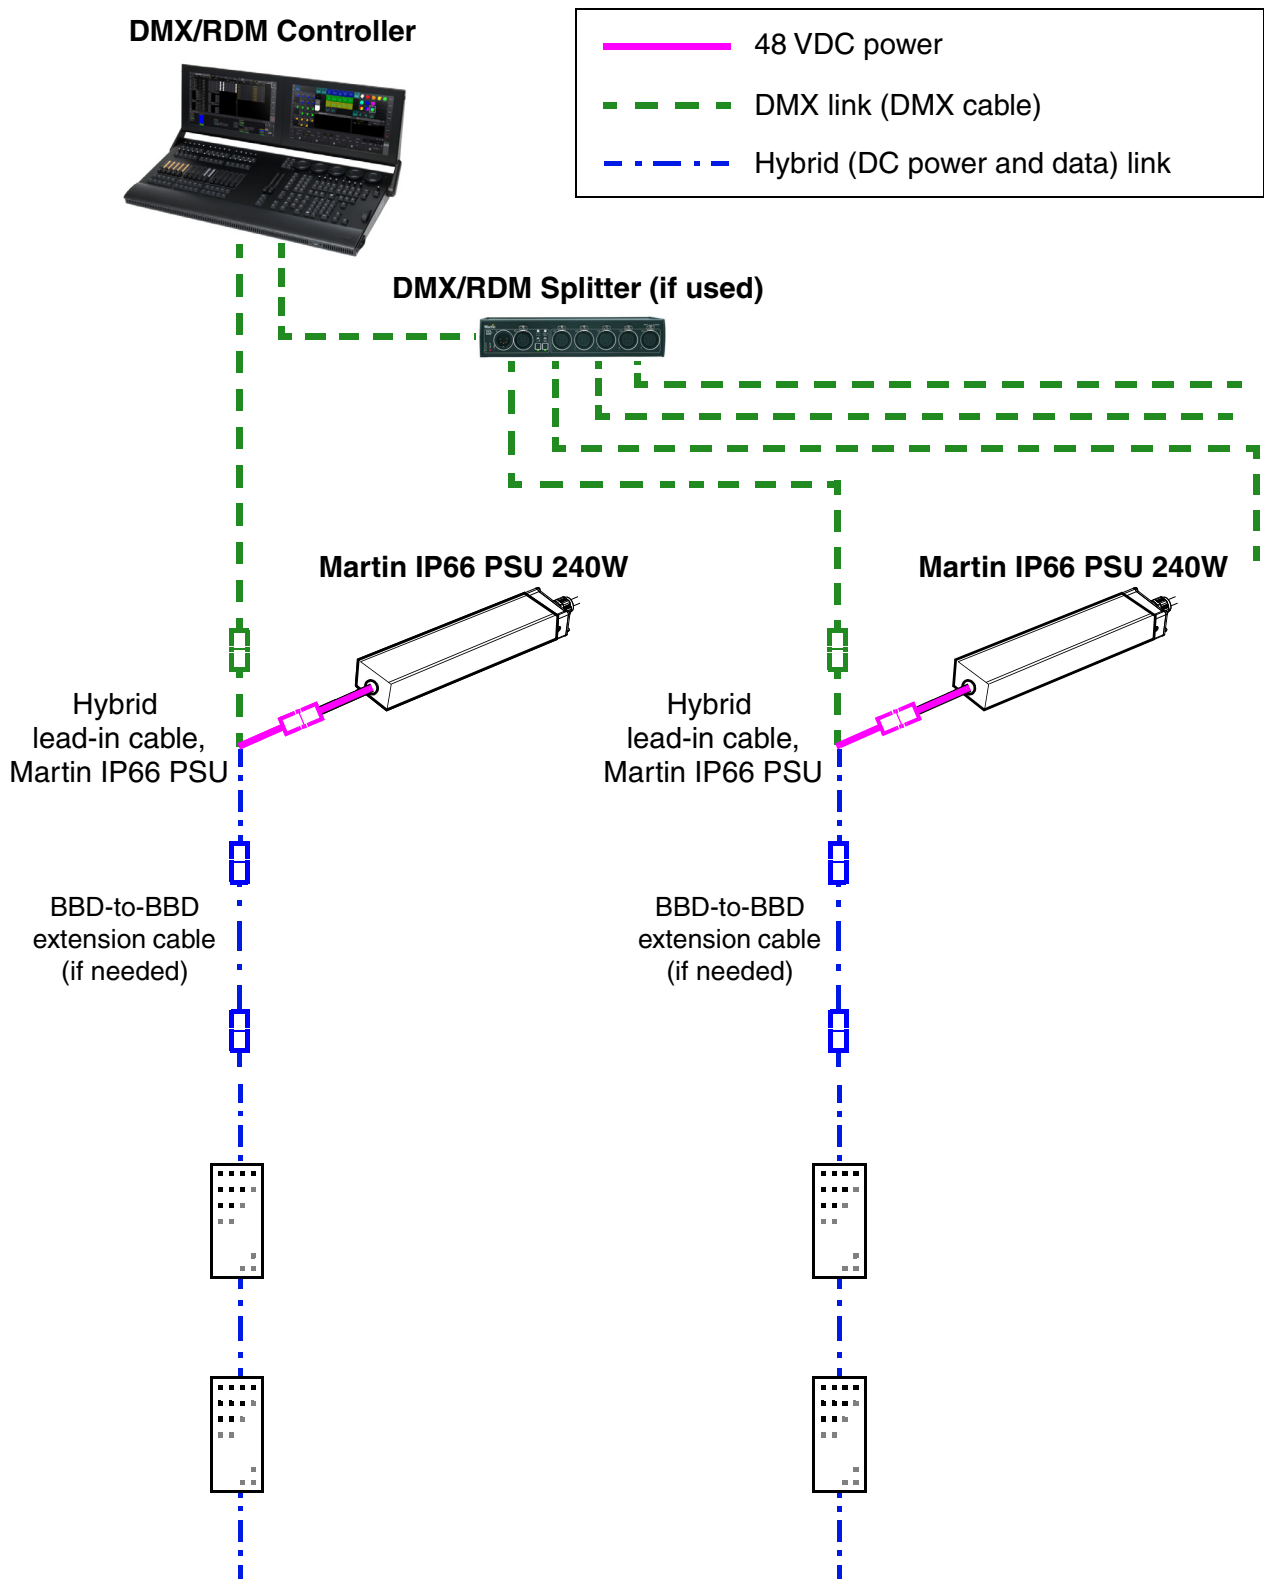 DMX/RDM Controller
48 VDC power
DMX link (DMX cable)
Hybrid (DC power and data) link
DMX/RDM Splitter (if used)
Martin IP66 PSU 240W
Martin IP66 PSU 240W
Hybrid
lead-in cable,
Martin IP66 PSU
Hybrid
lead-in cable,
Martin IP66 PSU
BBD-to-BBD
extension cable
(if needed)
BBD-to-BBD
extension cable
(if needed)